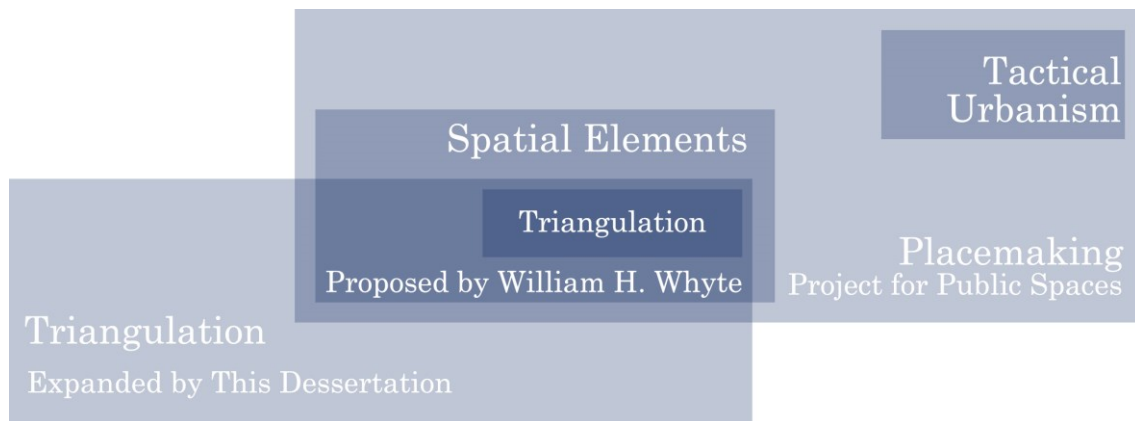 Tactical
Urbanism
Spatial Elements
Triangulation
Proposed by William H. Whyte
Placemaking
Project for Public Spaces
Triangulation
Expanded by This Dessertation